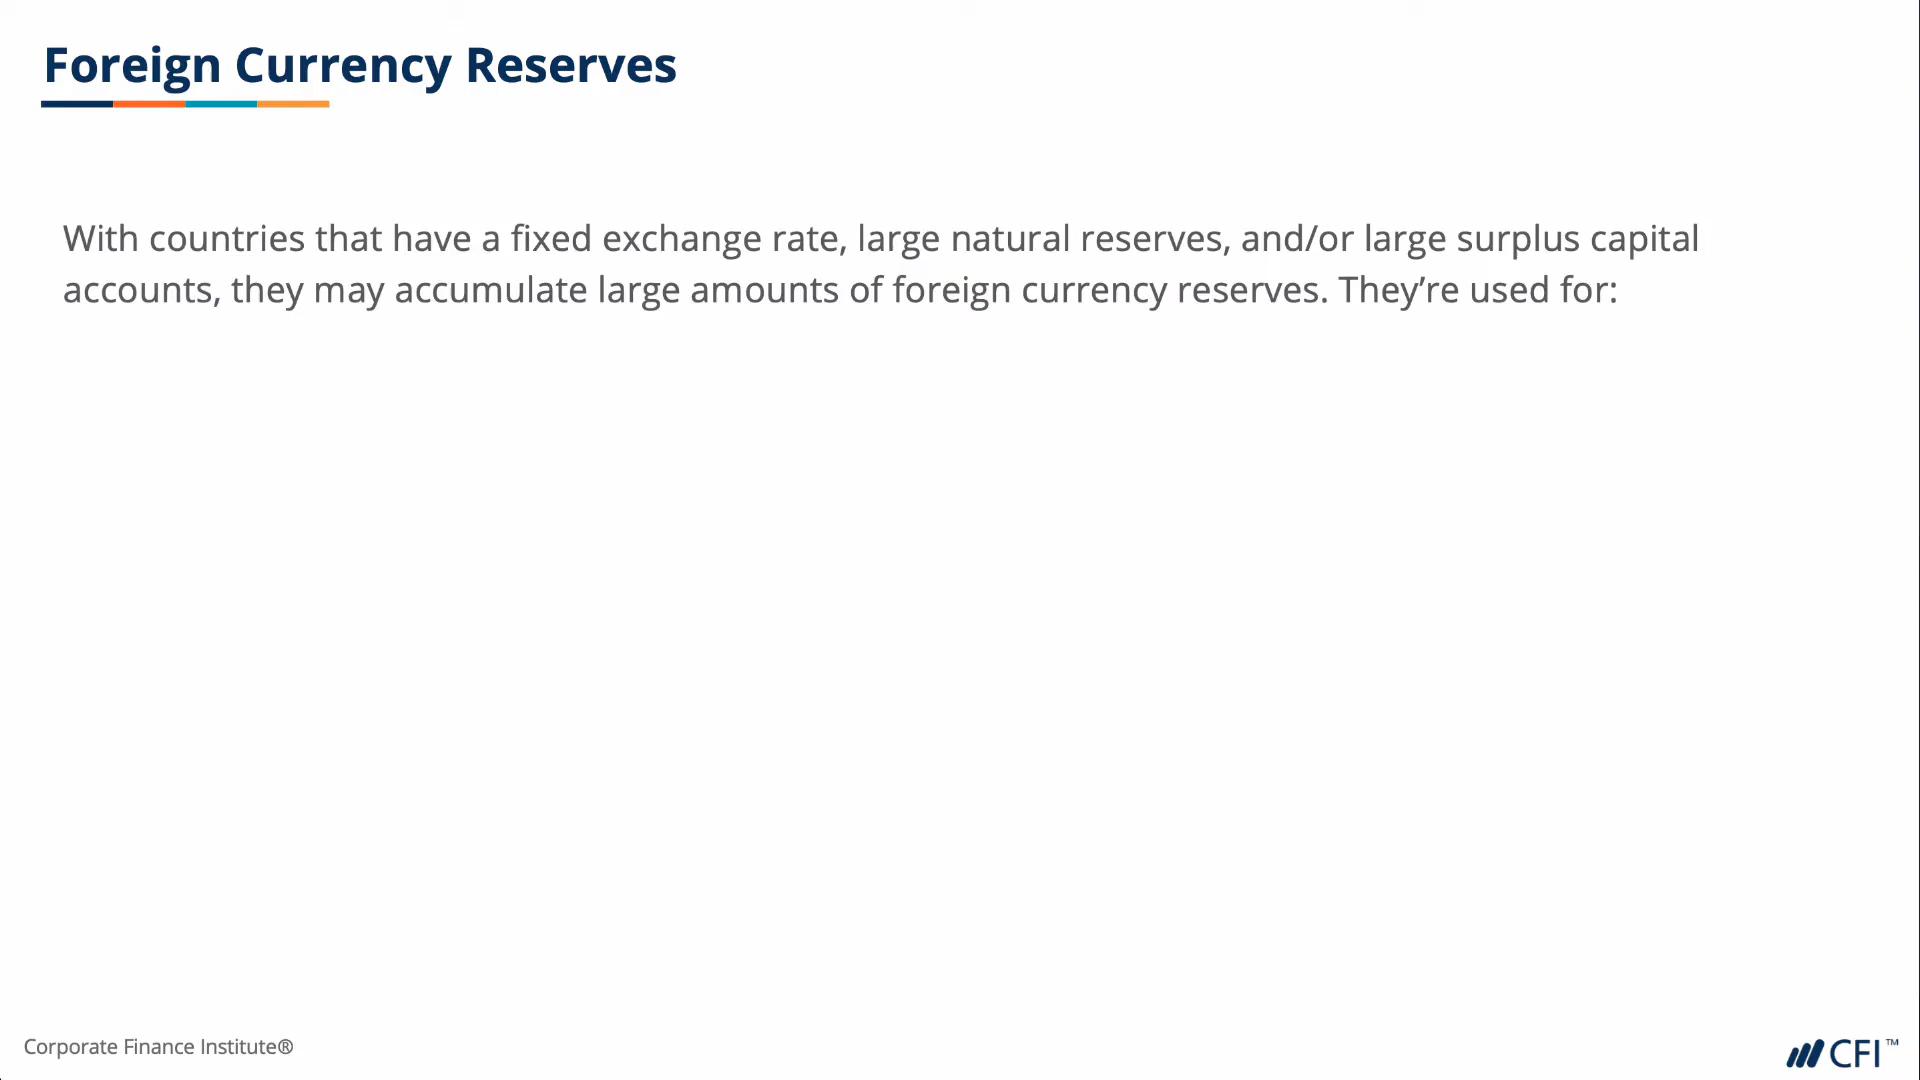 Foreign Currency Reserves
With countries that have a fixed exchange rate, large natural reserves, and/or large surplus capital
accounts, they may accumulate large amounts of foreign currency reserves. They’re used for:
Corporate Finance Institute®
CFI™